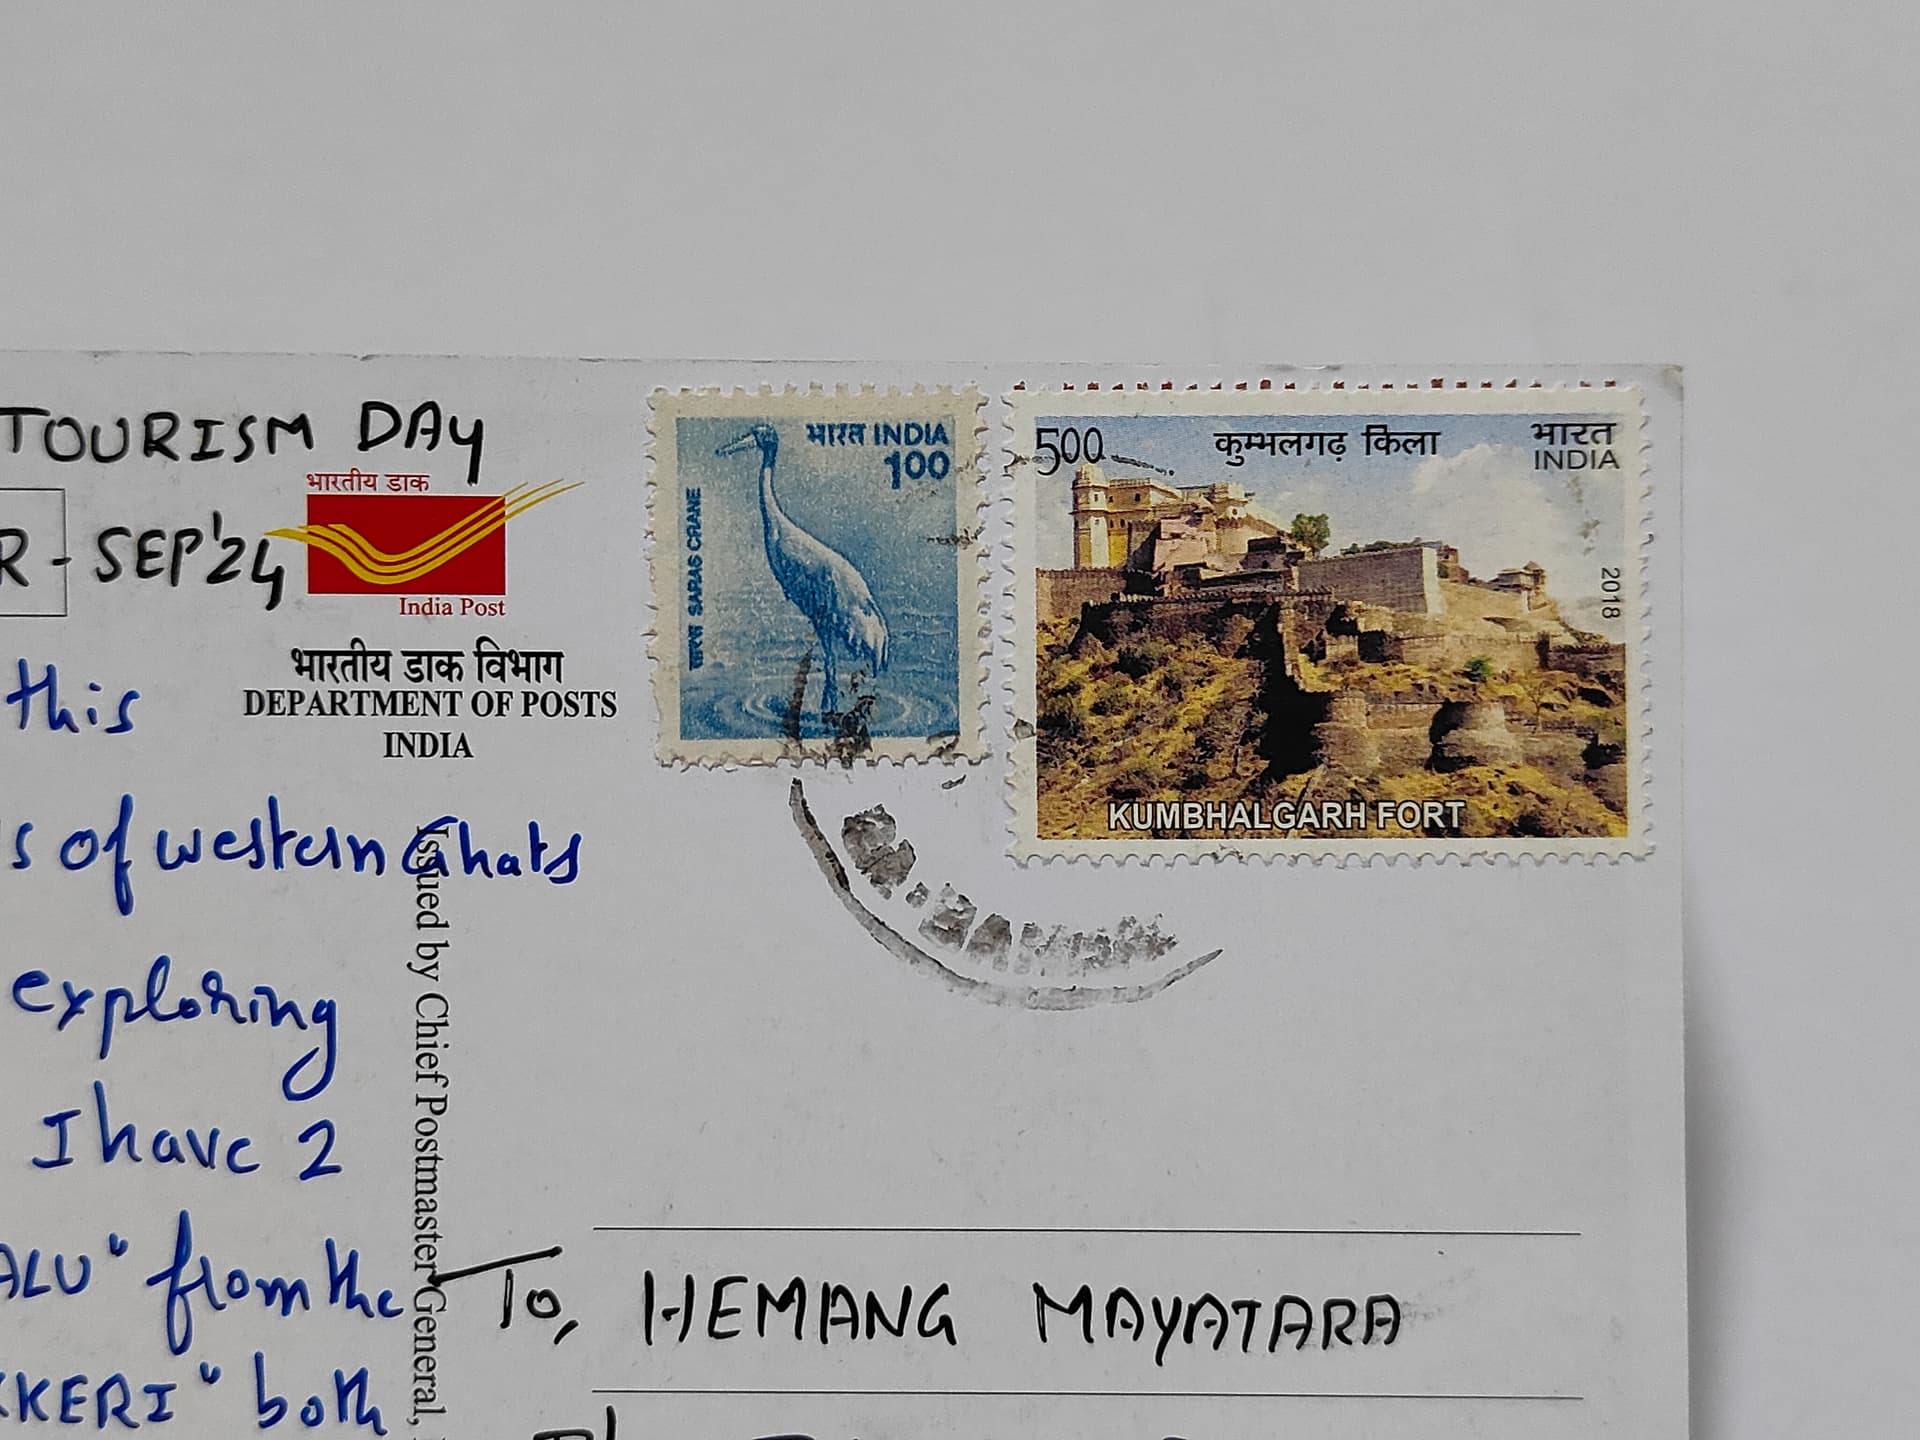 TOURISM DAY
R - SEP'24
भारतीय डाक
India Post
भारतीय डाक विभाग
DEPARTMENT OF POSTS
INDIA
भारत INDIA
100
सारस SARAS CRANE
500
कुम्भलगढ़ किला
भारत
INDIA
2018
KUMBHALGARH FORT
this
s of western Ghats
exploring
I have 2
ALU" from the
KKERI" both
Issued by Chief Postmaster General,
To, HEMANG MAYATARA